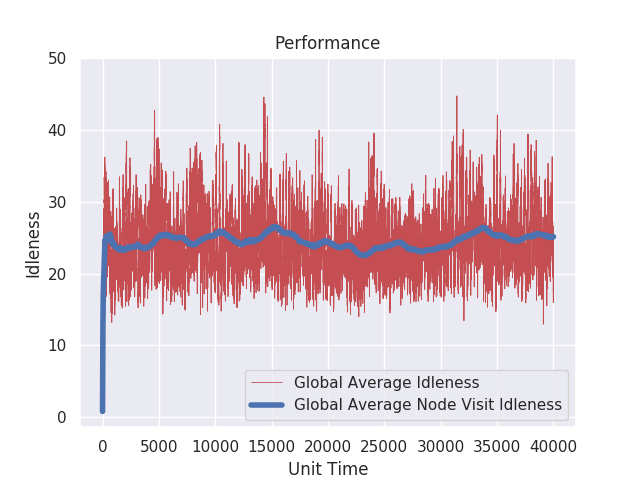 Performance
50
40
30
20
10
0
Idleness
Global Average Idleness
Global Average Node Visit Idleness
0 5000 10000 15000 20000 25000 30000 35000 40000
Unit Time